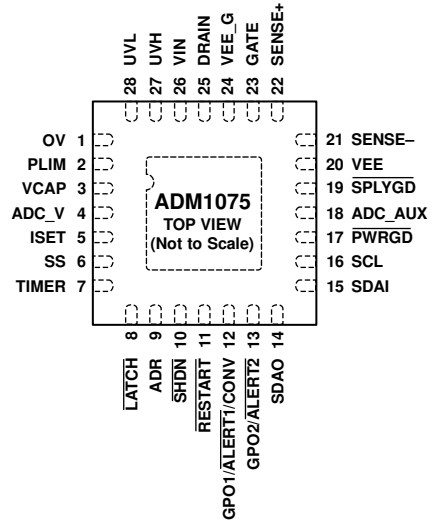 28 UVL
27 UVH
26 VIN
25 DRAIN
24 VEE_G
23 GATE
22 SENSE+
OV 1
PLIM 2
VCAP 3
ADC_V 4
ISET 5
SS 6
TIMER 7
ADM1075
TOP VIEW
(Not to Scale)
21 SENSE–
20 VEE
19 SPLYGD
18 ADC_AUX
17 PWRGD
16 SCL
15 SDAI
LATCH 8
ADR 9
SHDN 10
RESTART 11
GPO1/ALERT1/CONV 12
GPO2/ALERT2 13
SDAO 14